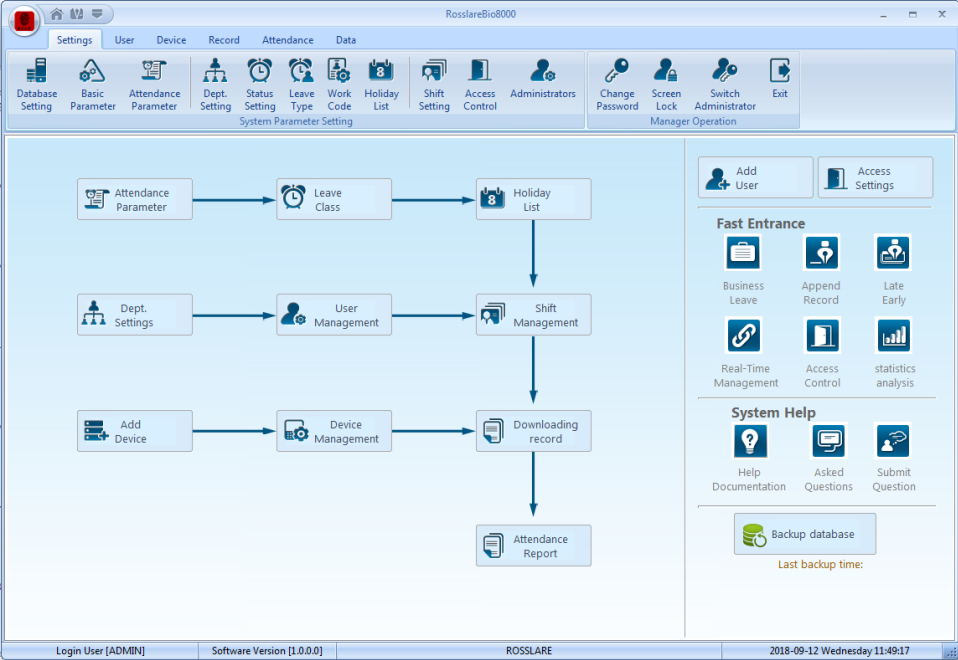 RosslareBio8000
Settings User Device Record Attendance Data
Database Basic Attendance Dept. Status Leave Work Holiday Shift Access Administrators Change Screen Switch Exit
Setting Parameter Parameter Setting Setting Type Code List Setting Control Password Lock Administrator
System Parameter Setting Manager Operation
Attendance
Parameter
Leave
Class
8
Holiday
List
Dept.
Settings
User
Management
Shift
Management
Add
Device
Device
Management
Downloading
record
Attendance
Report
Add
User
Access
Settings
Fast Entrance
Business
Leave
Append
Record
Late
Early
Real-Time
Management
Access
Control
statistics
analysis
System Help
Help
Documentation
Asked
Questions
Submit
Question
Backup database
Last backup time:
Login User [ADMIN] Software Version [1.0.0.0] ROSSLARE 2018-09-12 Wednesday 11:49:17